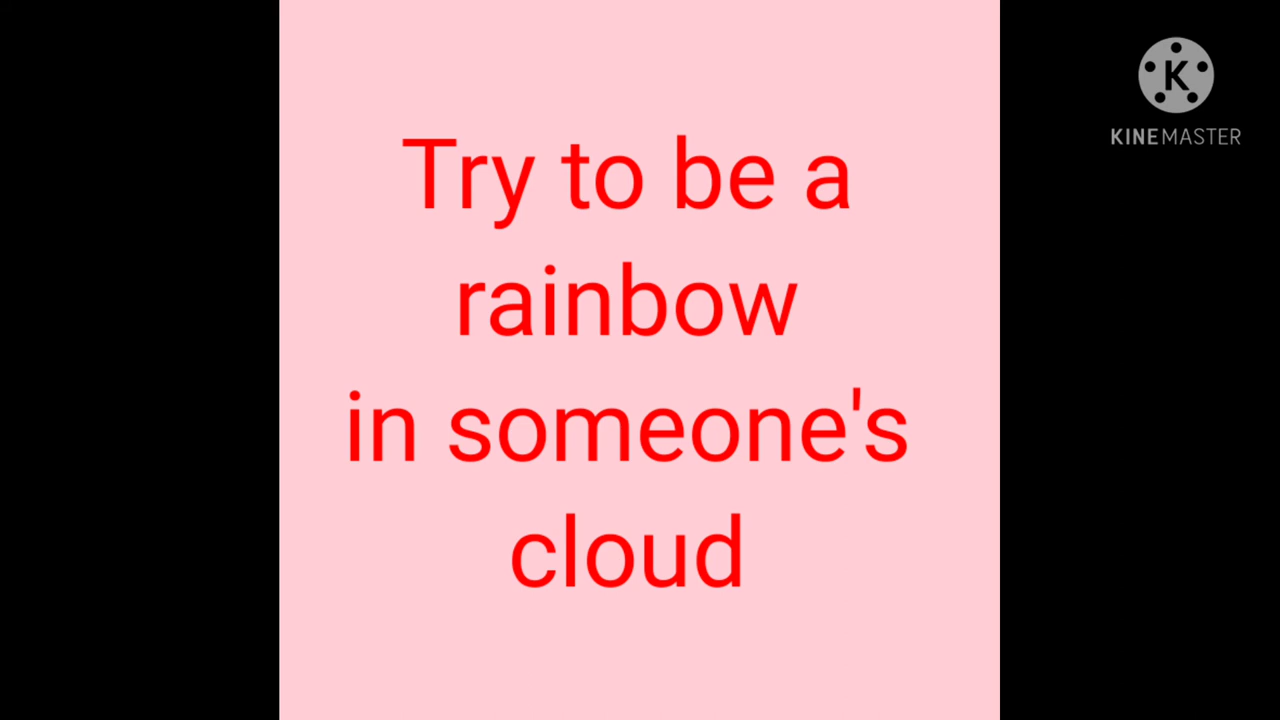 Try to be a
rainbow
in someone's
cloud
K
KINEMASTER